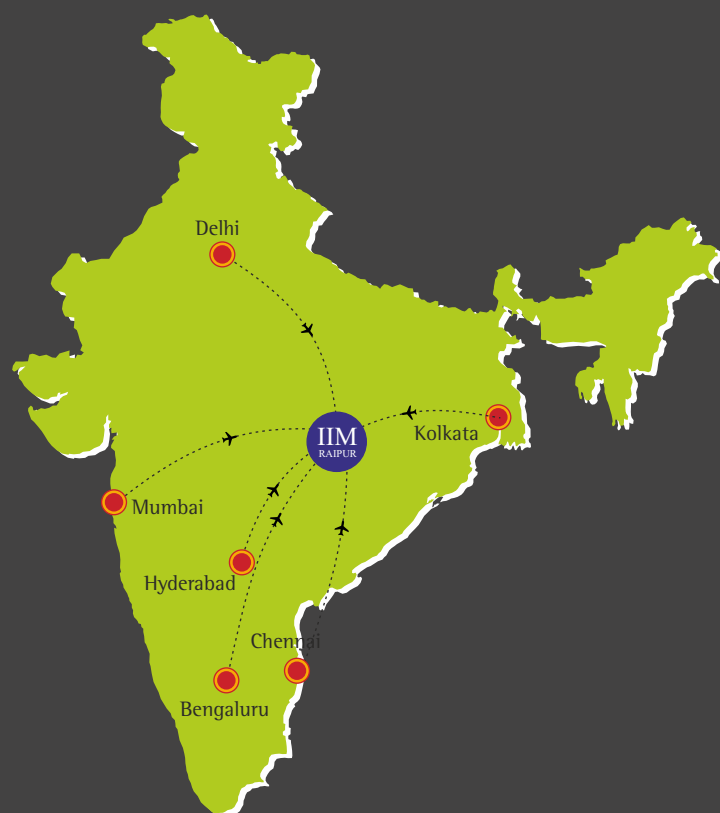 Delhi
IIM
RAIPUR
Kolkata
Mumbai
Hyderabad
Chennai
Bengaluru